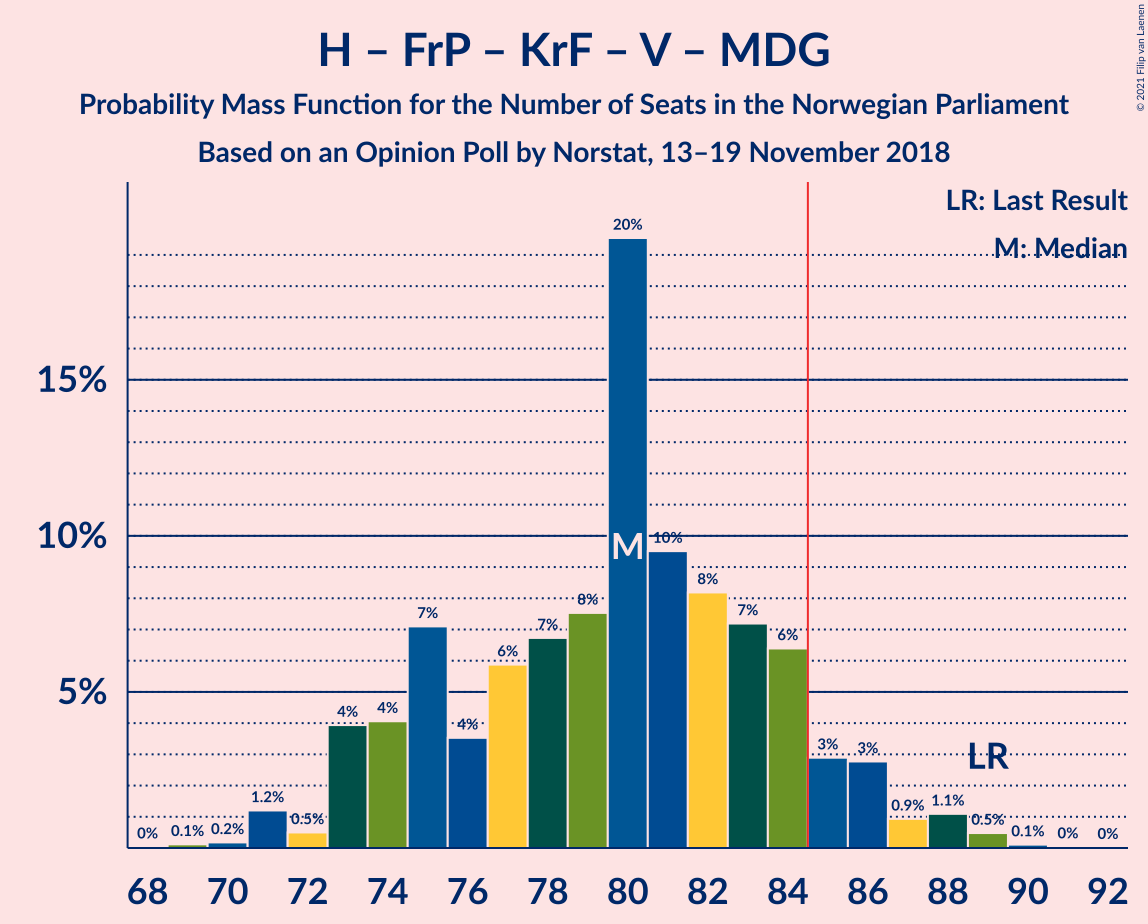 H – FrP – KrF – V – MDG
Probability Mass Function for the Number of Seats in the Norwegian Parliament
Based on an Opinion Poll by Norstat, 13–19 November 2018
© 2021 Filip van Laenen
LR: Last Result
M: Median
15%
10%
5%
0% 0.1% 0.2% 1.2% 0.5% 4% 4% 7% 4% 6% 7% 8% 20% 10% 8% 7% 6% 3% 3% 0.9% 1.1% 0.5% 0.1% 0% 0%
M
LR
68 70 72 74 76 78 80 82 84 86 88 90 92